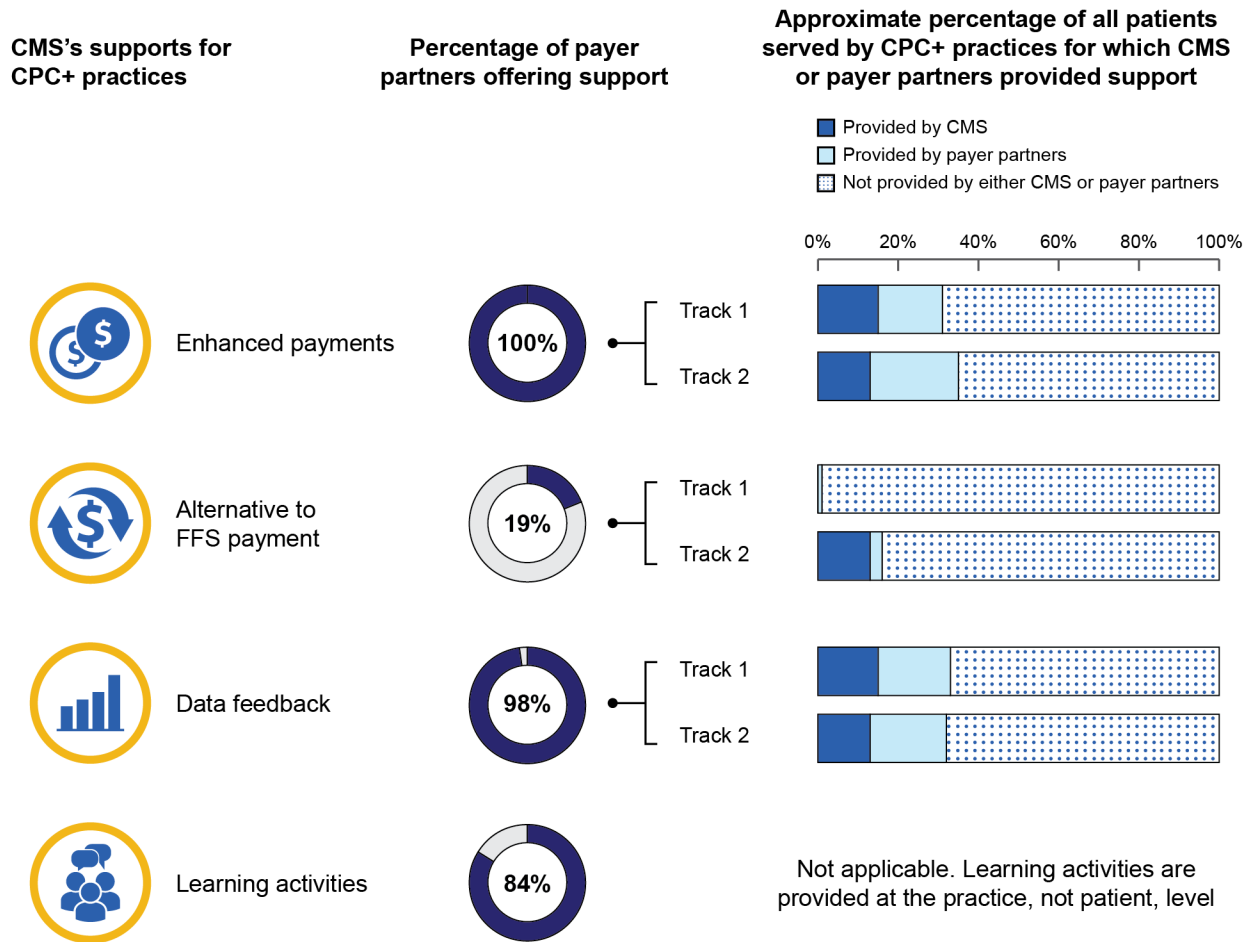 CMS's supports for
CPC+ practices
Percentage of payer
partners offering support
Approximate percentage of all patients
served by CPC+ practices for which CMS
or payer partners provided support
Provided by CMS
Provided by payer partners
Not provided by either CMS or payer partners
0% 20% 40% 60% 80% 100%
$ $
Enhanced payments
100%
Track 1
Track 2
$
Alternative to
FFS payment
19%
Track 1
Track 2
Data feedback
98%
Track 1
Track 2
Learning activities
84%
Not applicable. Learning activities are
provided at the practice, not patient, level